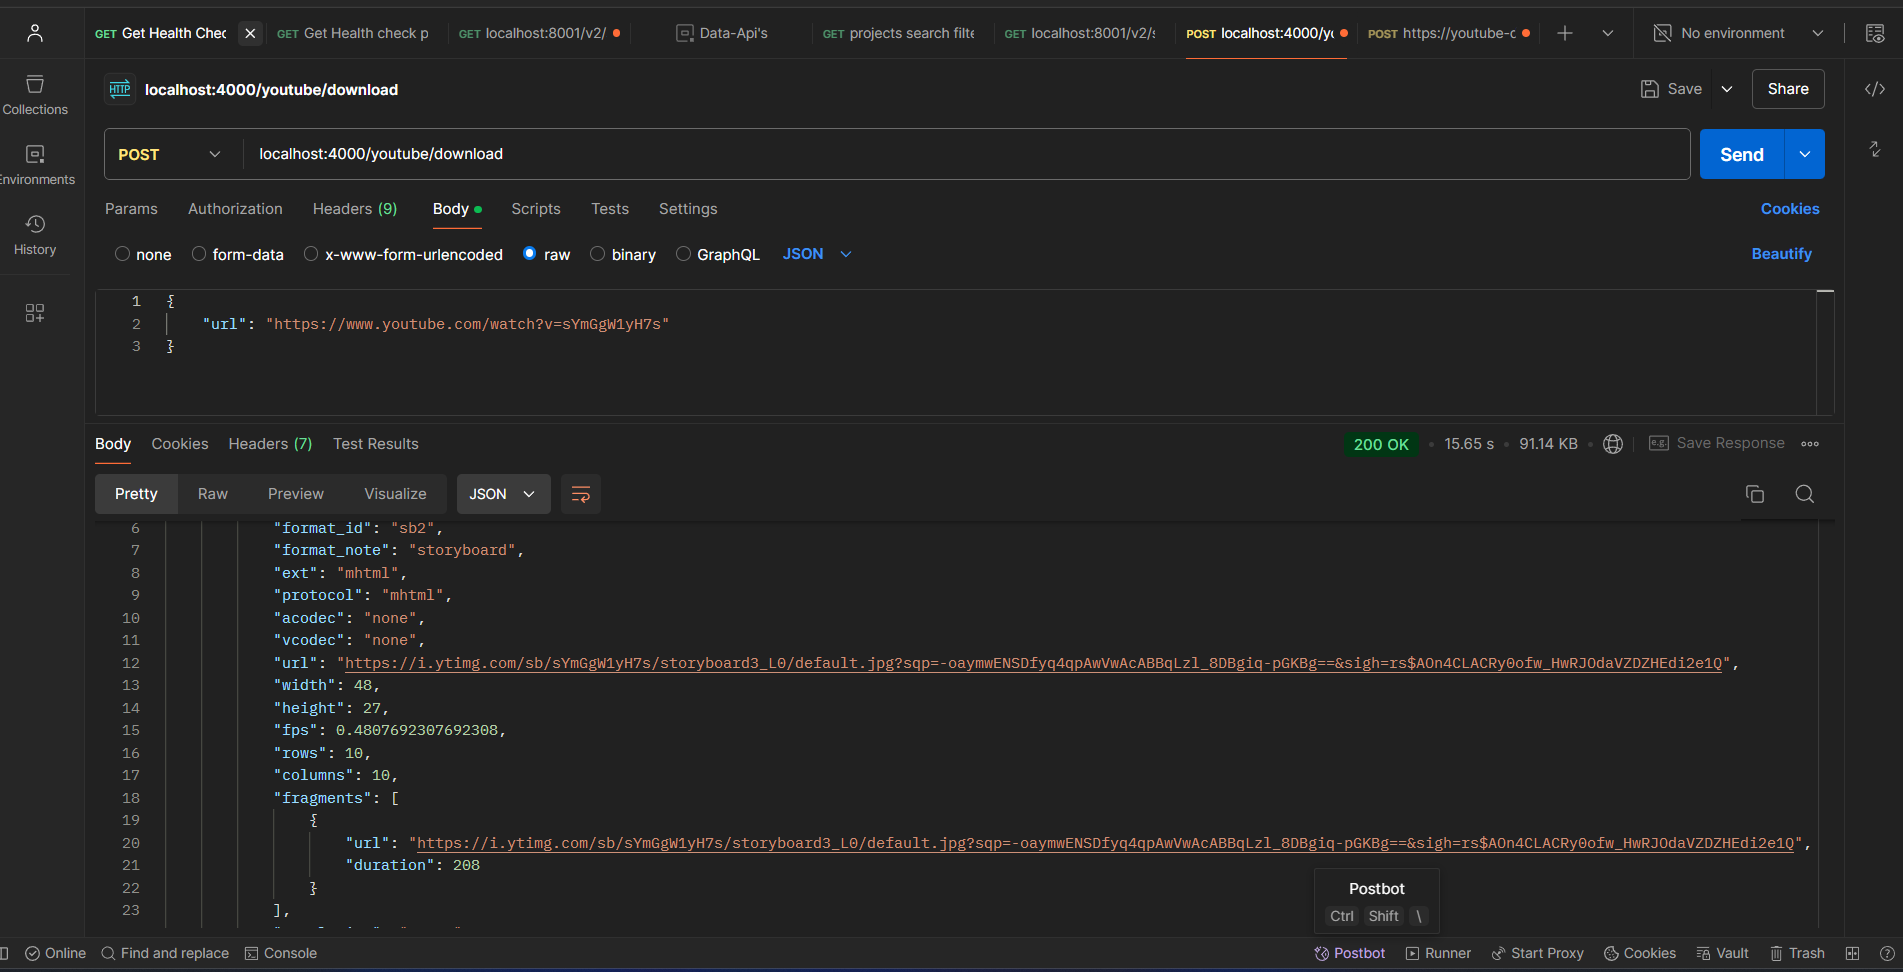 GET Get Health Chec
GET Get Health check p
GET localhost:8001/v2/
Data-Api's
GET projects search filte
GET localhost:8001/v2/s
POST localhost:4000/yo
POST https://youtube-c
No environment
Collections
Environments
History
HTTP localhost:4000/youtube/download
Save
Share
POST
localhost:4000/youtube/download
Send
Params Authorization Headers (9) Body Scripts Tests Settings Cookies
none form-data x-www-form-urlencoded raw binary GraphQL JSON Beautify
1 {
2 "url": "https://www.youtube.com/watch?v=sYmGgW1yH7s"
3 }
Body Cookies Headers (7) Test Results
200 OK 15.65 s 91.14 KB e.g. Save Response
Pretty Raw Preview Visualize JSON
6 "format_id": "sb2",
7 "format_note": "storyboard",
8 "ext": "mhtml",
9 "protocol": "mhtml",
10 "acodec": "none",
11 "vcodec": "none",
12 "url": "https://i.ytimg.com/sb/sYmGgW1yH7s/storyboard3_L0/default.jpg?sqp=-oaymwENSDfyq4qpAwVwAcABBqLzl_8DBgiq-pGKBg==&sigh=rs$AOn4CLACRy0ofw_HwRJOdaVZDZHEdi2e1Q",
13 "width": 48,
14 "height": 27,
15 "fps": 0.4807692307692308,
16 "rows": 10,
17 "columns": 10,
18 "fragments": [
19 {
20 "url": "https://i.ytimg.com/sb/sYmGgW1yH7s/storyboard3_L0/default.jpg?sqp=-oaymwENSDfyq4qpAwVwAcABBqLzl_8DBgiq-pGKBg==&sigh=rs$AOn4CLACRy0ofw_HwRJOdaVZDZHEdi2e1Q",
21 "duration": 208
22 }
23 ],
Postbot
Ctrl Shift \
Online Find and replace Console Postbot Runner Start Proxy Cookies Vault Trash